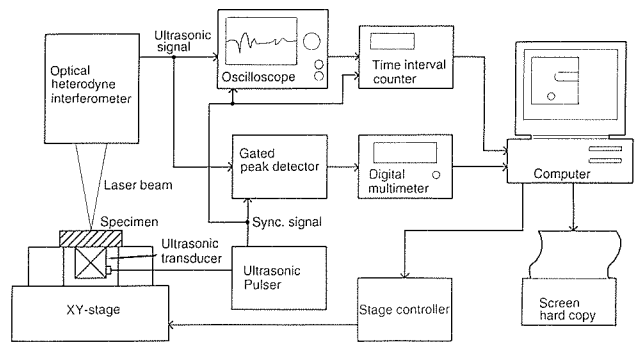 Ultrasonic
signal
Optical
heterodyne
interferometer
Oscilloscope
Time interval
counter
Gated
peak detector
Digital
multimeter
Computer
Laser beam
Specimen
Sync. signal
Ultrasonic
transducer
Ultrasonic
Pulser
XY-stage
Stage controller
Screen
hard copy